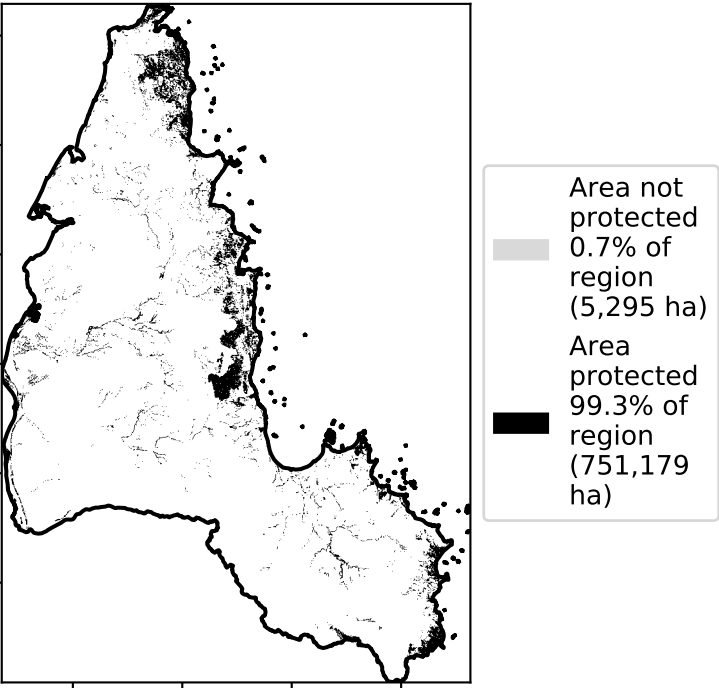 Area not
protected
0.7% of
region
(5,295 ha)
Area
protected
99.3% of
region
(751,179
ha)